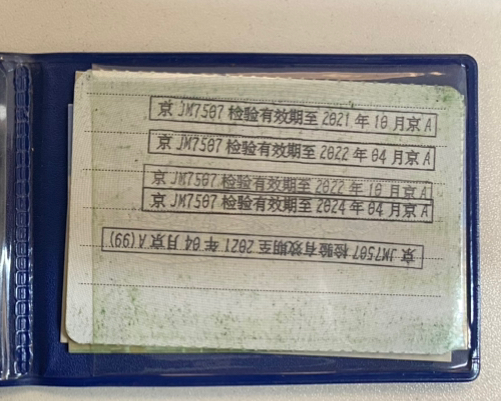 京 JM7507 检验有效期至 2021 年 10 月京 A
京 JM7507 检验有效期至 2022 年 04 月京 A
京 JM7507 检验有效期至 2022 年 10 月京 A
京 JM7507 检验有效期至 2024 年 04 月京 A
京 JM7507 检验有效期至 2021 年 04 月京 A(99)